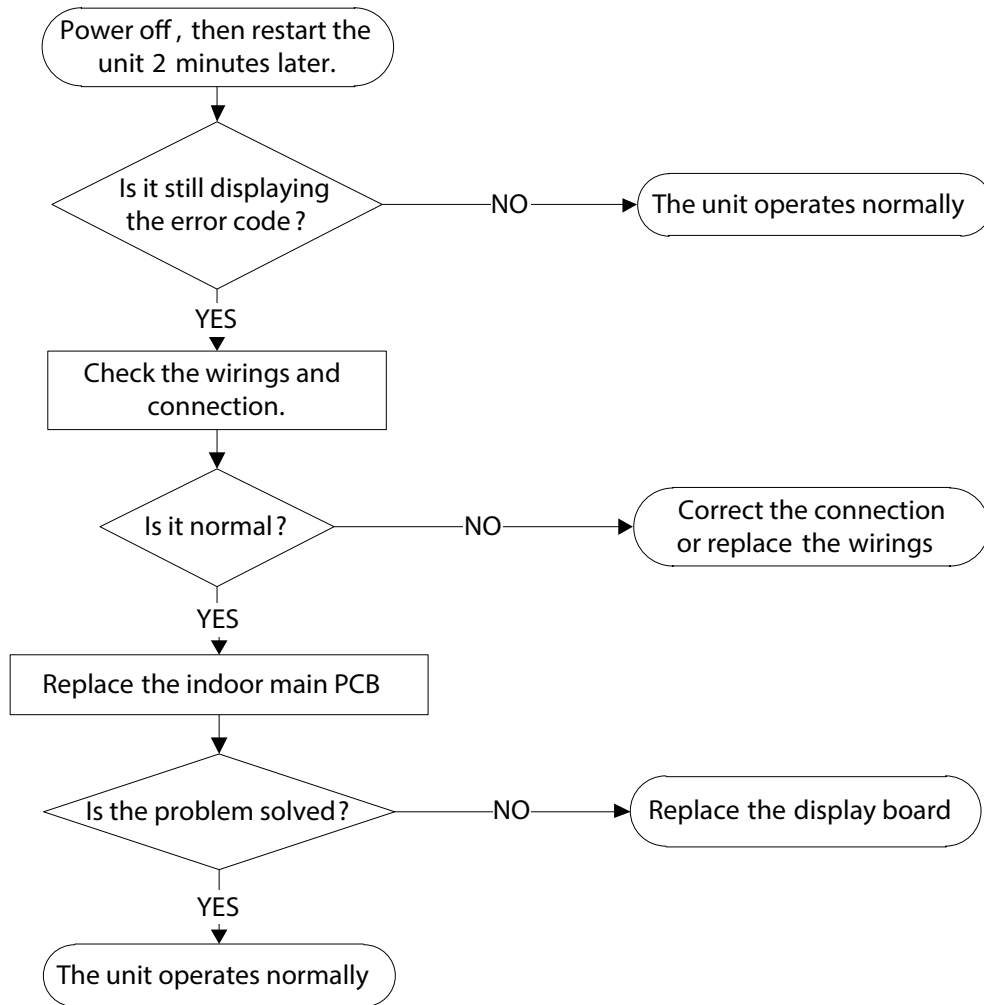 Power off, then restart the
unit 2 minutes later.
Is it still displaying
the error code?
NO
The unit operates normally
YES
Check the wirings and
connection.
Is it normal?
NO
Correct the connection
or replace the wirings
YES
Replace the indoor main PCB
Is the problem solved?
NO
Replace the display board
YES
The unit operates normally